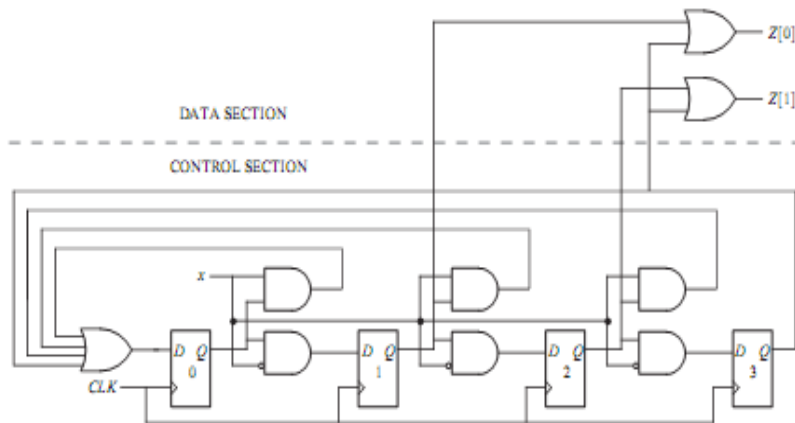 Z[0]
Z[1]
DATA SECTION
CONTROL SECTION
x
D Q
0
D Q
1
D Q
2
D Q
3
CLK